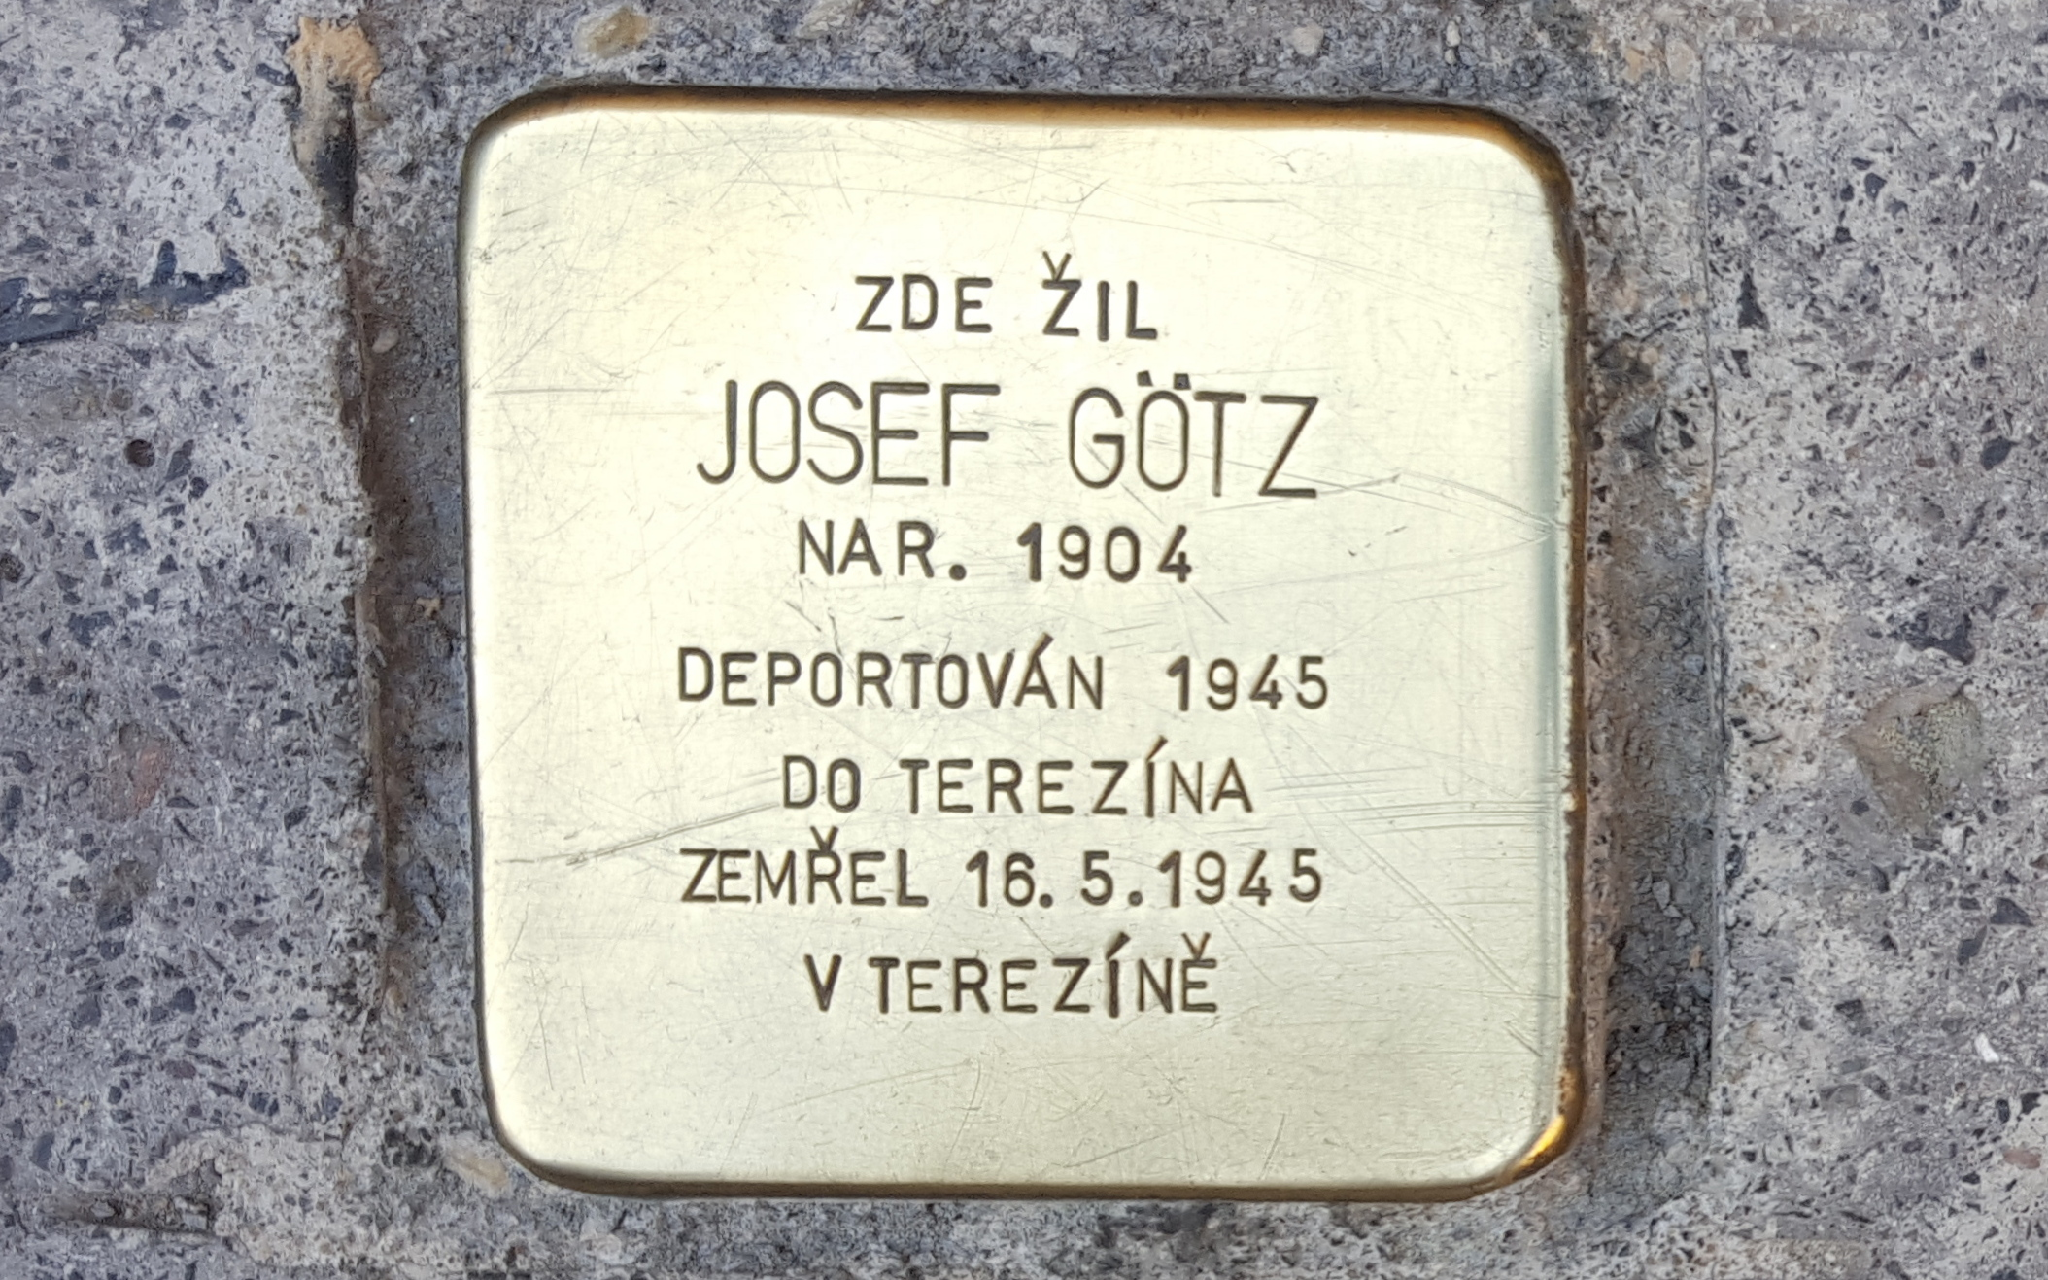 ZDE ŽIL
JOSEF GÖTZ
NAR. 1904
DEPORTOVÁN 1945
DO TEREZÍNA
ZEMŘEL 16.5.1945
V TEREZÍNĚ